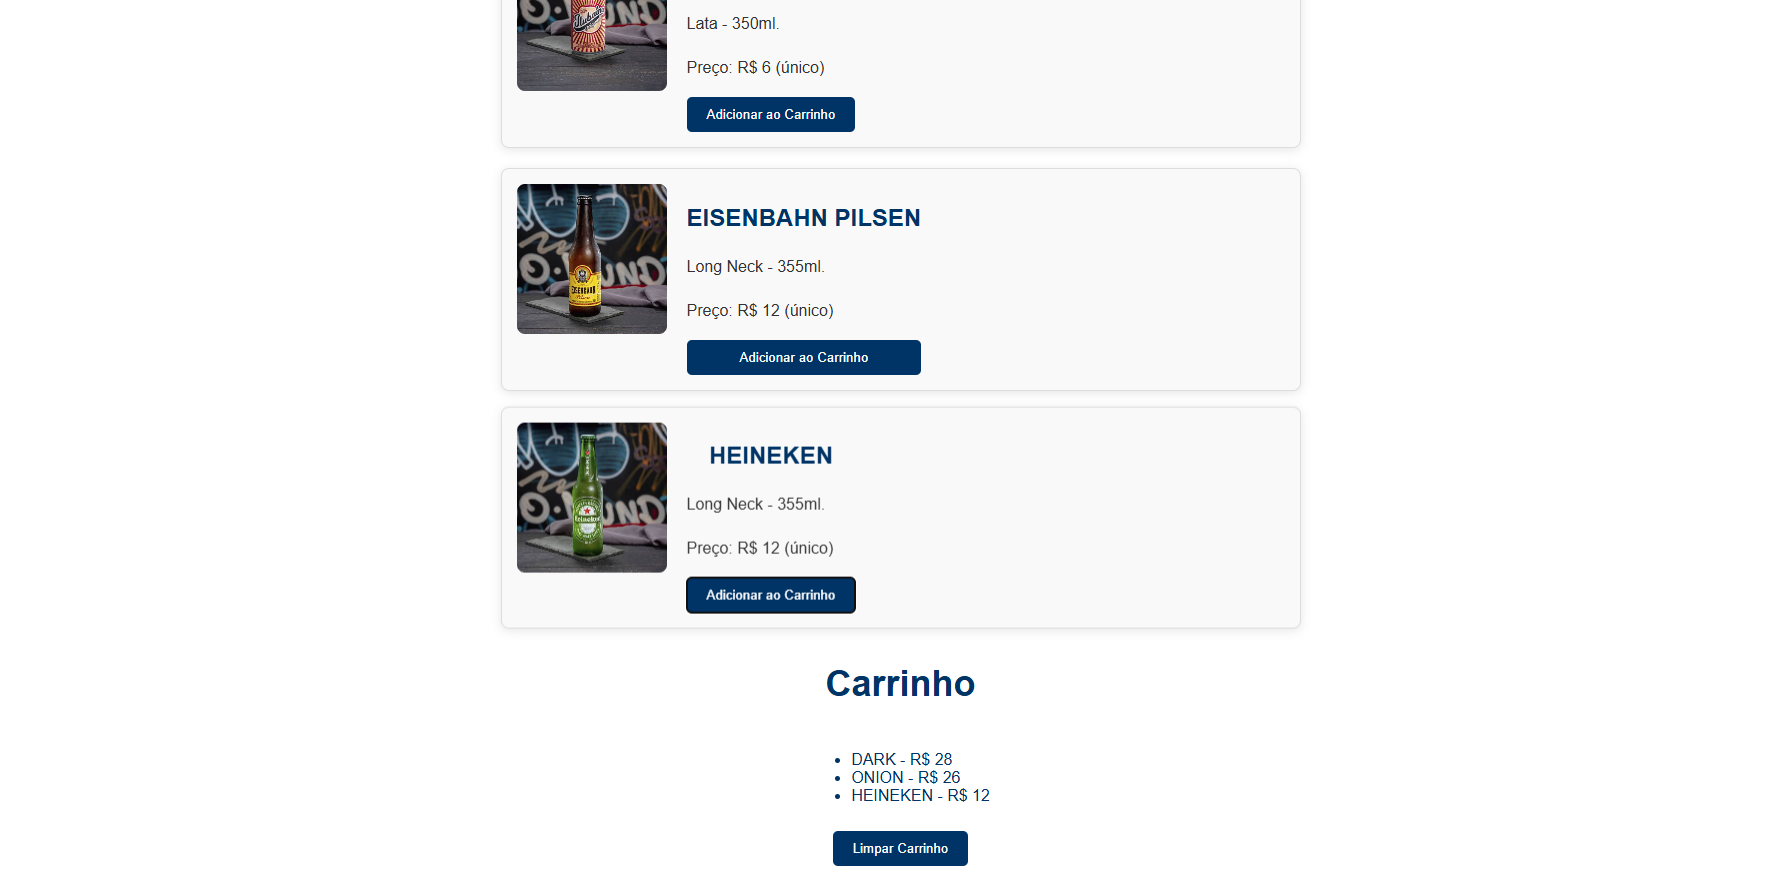 Lata - 350ml.
Preço: R$ 6 (único)
Adicionar ao Carrinho
EISENBAHN PILSEN
EISENBAHN
Long Neck - 355ml.
Preço: R$ 12 (único)
Adicionar ao Carrinho
HEINEKEN
Heineken
Long Neck - 355ml.
Preço: R$ 12 (único)
Adicionar ao Carrinho
Carrinho
• DARK - R$ 28
• ONION - R$ 26
• HEINEKEN - R$ 12
Limpar Carrinho